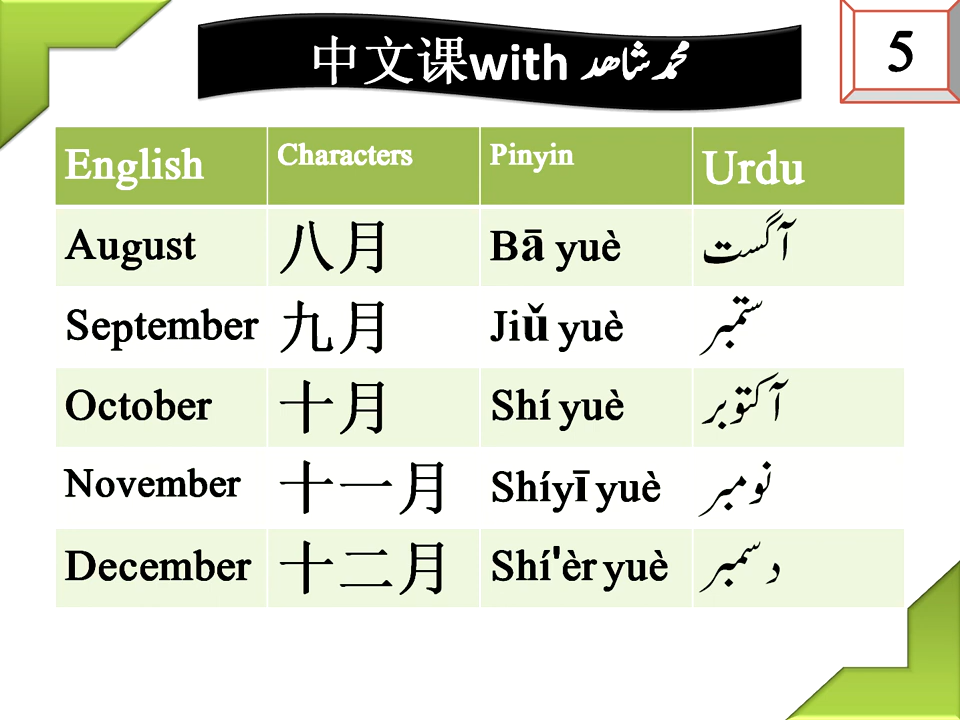 中文课with محمد شاھد
5
English Characters Pinyin Urdu
August 八月 Bā yuè آگست
September 九月 Jiǔ yuè ستمبر
October 十月 Shí yuè آکتوبر
November 十一月 Shíyī yuè نومبر
December 十二月 Shí'èr yuè دسمبر